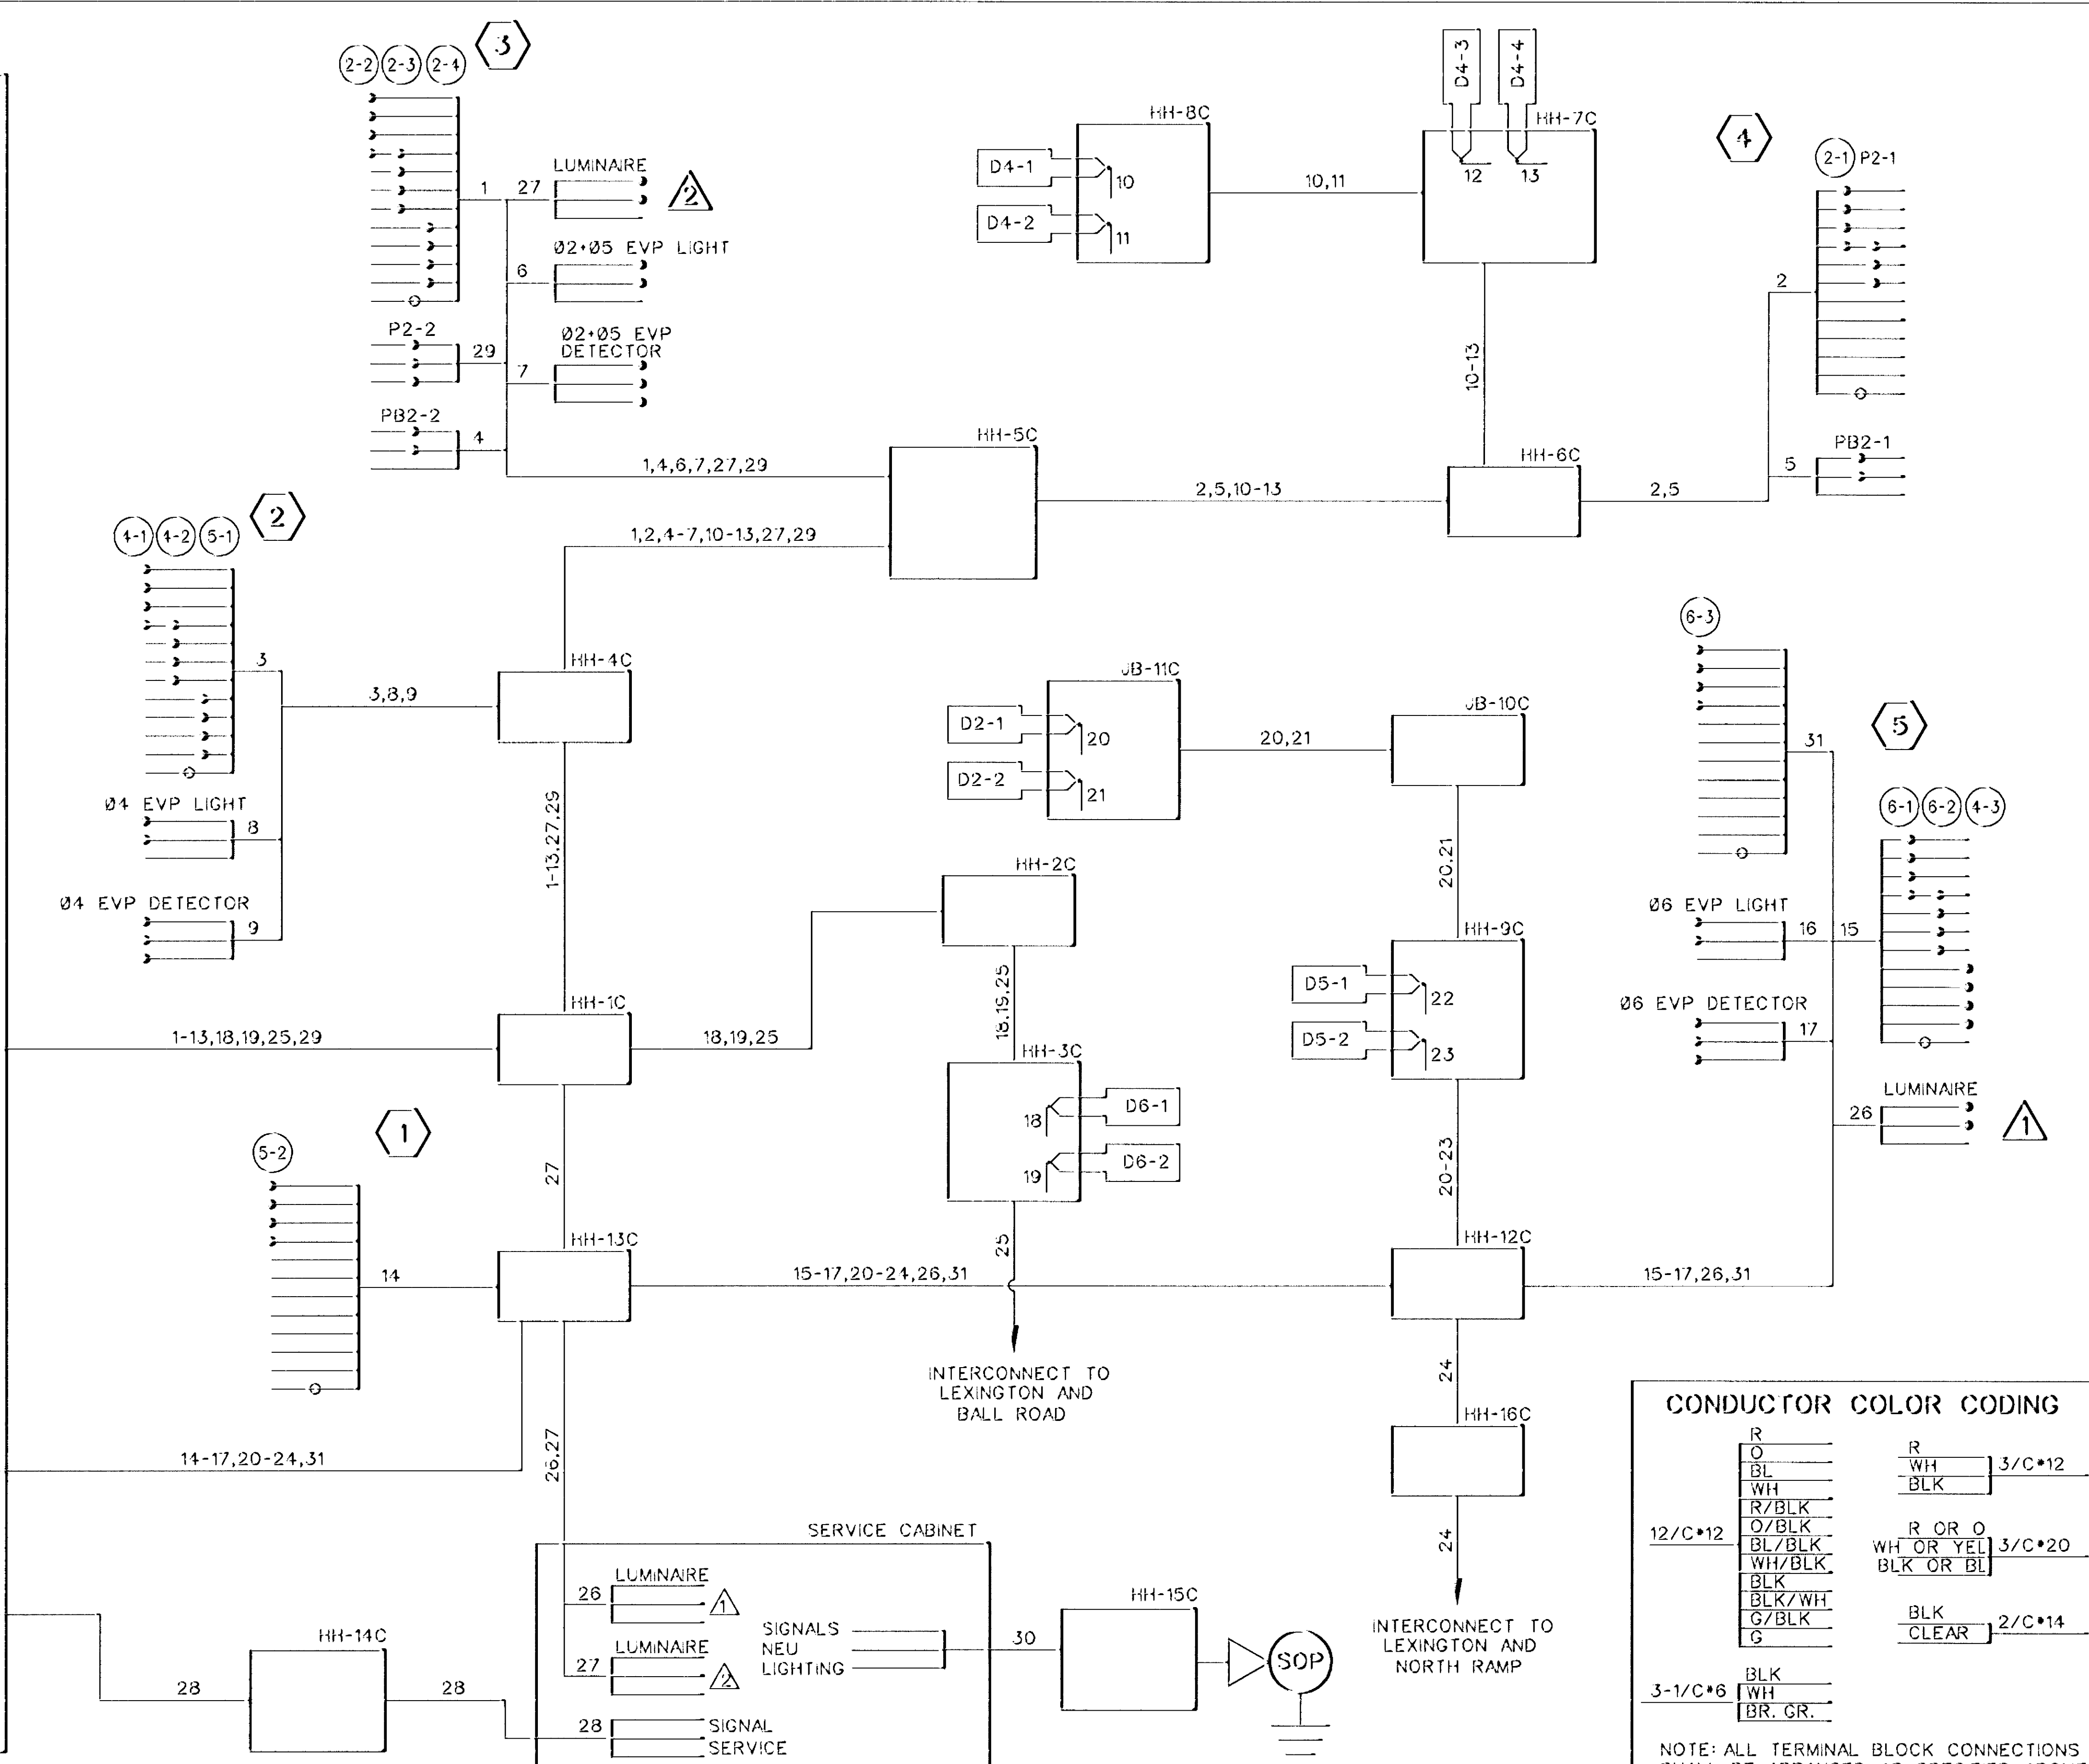 3
2-2 2-3 2-4
1 27
LUMINAIRE
2
Ø2+Ø5 EVP LIGHT
6
P2-2
29
Ø2+Ø5 EVP
DETECTOR
7
PB2-2
4
1,4,6,7,27,29
HH-8C
D4-1
10
D4-2
11
10,11
D4-3
D4-4
HH-7C
12 13
10-13
4
2-1 P2-1
2
PB2-1
5
HH-5C
2,5,10-13
HH-6C
2,5
1,2,4-7,10-13,27,29
2
4-1 4-2 5-1
3
3,8,9
HH-4C
Ø4 EVP LIGHT
8
Ø4 EVP DETECTOR
9
1-13,27,29
JB-11C
D2-1
20
D2-2
21
20,21
JB-10C
20,21
6-3
31
5
6-1 6-2 4-3
Ø6 EVP LIGHT
16 15
Ø6 EVP DETECTOR
17
LUMINAIRE
26
1
HH-2C
18,19,25
HH-9C
D5-1
22
D5-2
23
20-23
1-13,18,19,25,29
HH-1C
18,19,25
HH-3C
18
D6-1
19
D6-2
25
1
5-2
14
27
HH-13C
15-17,20-24,26,31
HH-12C
15-17,26,31
INTERCONNECT TO
LEXINGTON AND
BALL ROAD
24
HH-16C
24
INTERCONNECT TO
LEXINGTON AND
NORTH RAMP
14-17,20-24,31
26,27
SERVICE CABINET
LUMINAIRE
26
1
LUMINAIRE
27
2
SIGNALS
NEU
LIGHTING
30
HH-15C
SOP
HH-14C
28
28
28
SIGNAL
SERVICE
CONDUCTOR COLOR CODING
12/C#12
R
O
BL
WH
R/BLK
O/BLK
BL/BLK
WH/BLK
BLK
BLK/WH
G/BLK
G
R
WH
BLK
3/C#12
R OR O
WH OR YEL
BLK OR BL
3/C#20
BLK
CLEAR
2/C#14
3-1/C#6
BLK
WH
BR. GR.
NOTE: ALL TERMINAL BLOCK CONNECTIONS